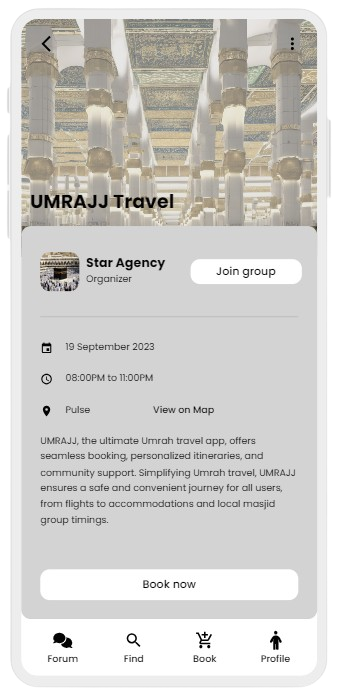 UMRAJJ Travel
Star Agency
Organizer
Join group
19 September 2023
08:00PM to 11:00PM
Pulse
View on Map
UMRAJJ, the ultimate Umrah travel app, offers
seamless booking, personalized itineraries, and
community support. Simplifying Umrah travel, UMRAJJ
ensures a safe and convenient journey for all users,
from flights to accommodations and local masjid
group timings.
Book now
Forum
Find
Book
Profile